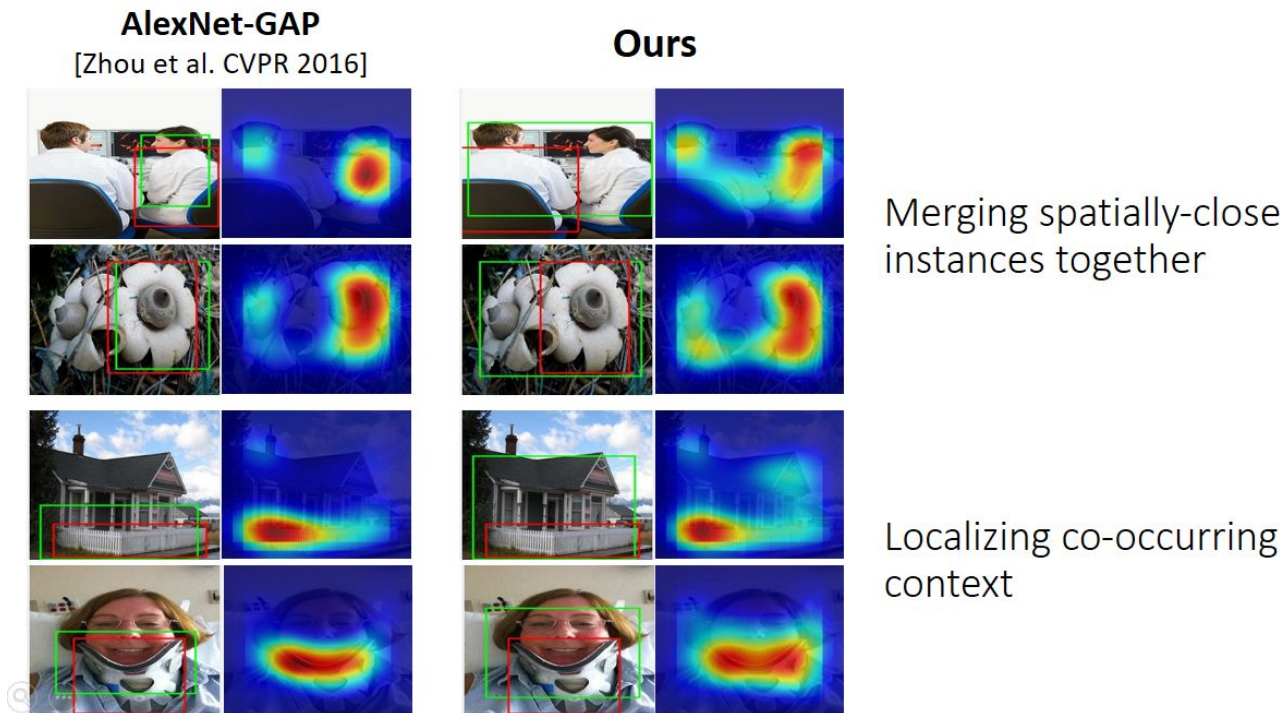 AlexNet-GAP
[Zhou et al. CVPR 2016]
Ours
Merging spatially-close
instances together
Localizing co-occurring
context